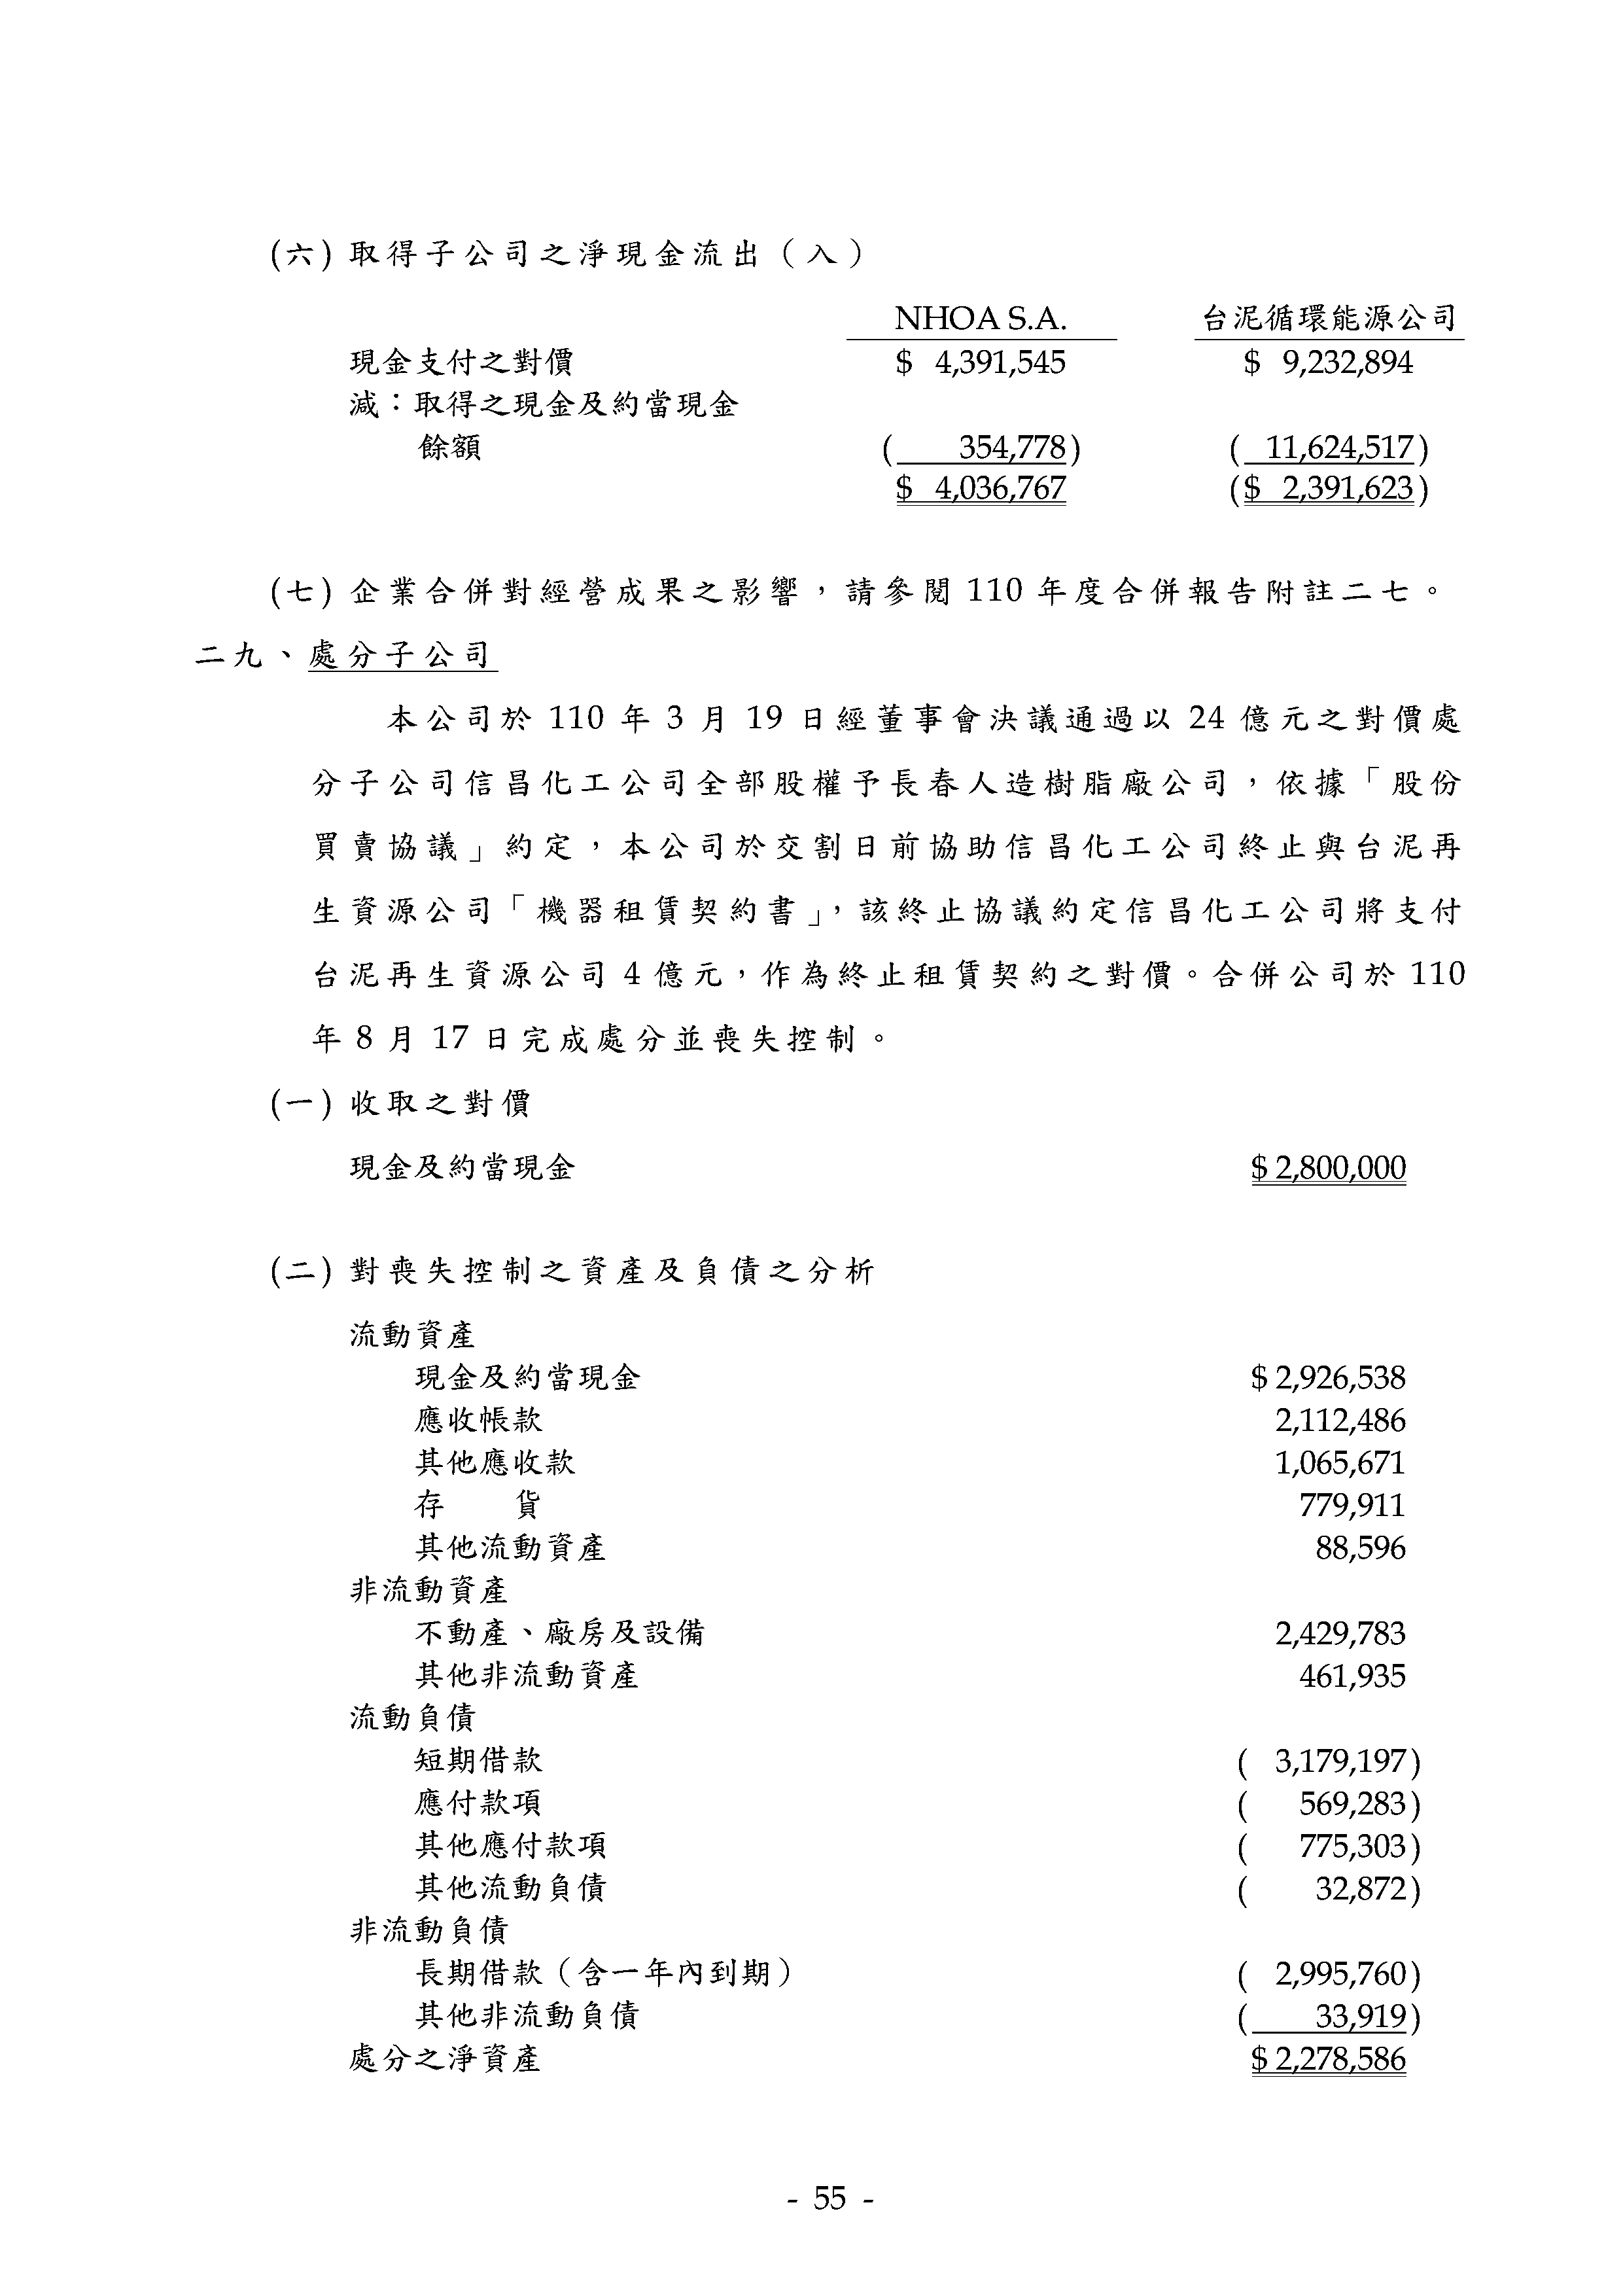 (六) 取得子公司之淨現金流出（入）
NHOA S.A. 台泥循環能源公司
現金支付之對價 $ 4,391,545 $ 9,232,894
減：取得之現金及約當現金
餘額 ( 354,778) ( 11,624,517)
$ 4,036,767 ($ 2,391,623)
(七) 企業合併對經營成果之影響，請參閱 110 年度合併報告附註二七。
二九、處分子公司
本公司於 110 年 3 月 19 日經董事會決議通過以 24 億元之對價處
分子公司信昌化工公司全部股權予長春人造樹脂廠公司，依據「股份
買賣協議」約定，本公司於交割日前協助信昌化工公司終止與台泥再
生資源公司「機器租賃契約書」，該終止協議約定信昌化工公司將支付
台泥再生資源公司 4 億元，作為終止租賃契約之對價。合併公司於 110
年 8 月 17 日完成處分並喪失控制。
(一) 收取之對價
現金及約當現金 $ 2,800,000
(二) 對喪失控制之資產及負債之分析
流動資產
現金及約當現金 $ 2,926,538
應收帳款 2,112,486
其他應收款 1,065,671
存　　貨 779,911
其他流動資產 88,596
非流動資產
不動產、廠房及設備 2,429,783
其他非流動資產 461,935
流動負債
短期借款 ( 3,179,197)
應付款項 ( 569,283)
其他應付款項 ( 775,303)
其他流動負債 ( 32,872)
非流動負債
長期借款（含一年內到期） ( 2,995,760)
其他非流動負債 ( 33,919)
處分之淨資產 $ 2,278,586
- 55 -